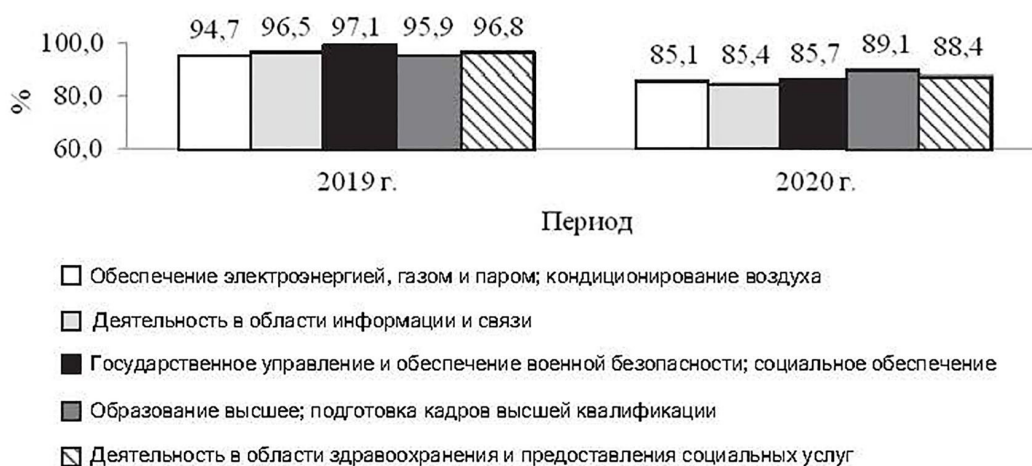 94,7 96,5 97,1 95,9 96,8
85,1 85,4 85,7 89,1 88,4
100,0
80,0
60,0
%
2019 г. 2020 г.
Период
Обеспечение электроэнергией, газом и паром; кондиционирование воздуха
Деятельность в области информации и связи
Государственное управление и обеспечение военной безопасности; социальное обеспечение
Образование высшее; подготовка кадров высшей квалификации
Деятельность в области здравоохранения и предоставления социальных услуг